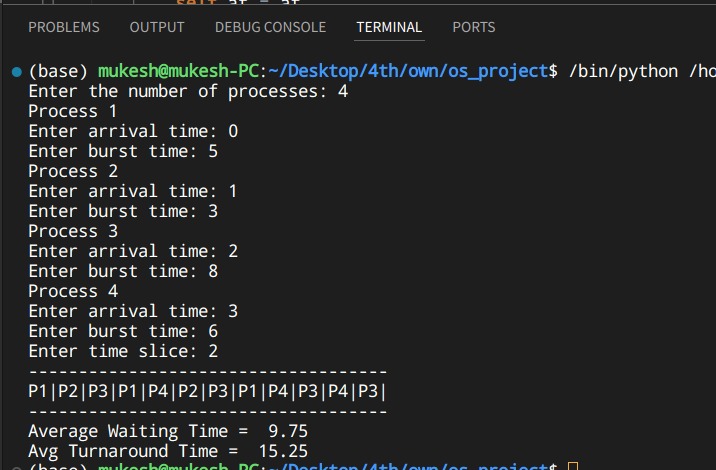 self.at = at
PROBLEMS OUTPUT DEBUG CONSOLE TERMINAL PORTS
(base) mukesh@mukesh-PC:~/Desktop/4th/own/os_project$ /bin/python /ho
Enter the number of processes: 4
Process 1
Enter arrival time: 0
Enter burst time: 5
Process 2
Enter arrival time: 1
Enter burst time: 3
Process 3
Enter arrival time: 2
Enter burst time: 8
Process 4
Enter arrival time: 3
Enter burst time: 6
Enter time slice: 2
------------------------------------
P1|P2|P3|P1|P4|P2|P3|P1|P4|P3|P4|P3|
------------------------------------
Average Waiting Time =  9.75
Avg Turnaround Time =  15.25
(base) mukesh@mukesh-PC:~/Desktop/4th/own/os_project$